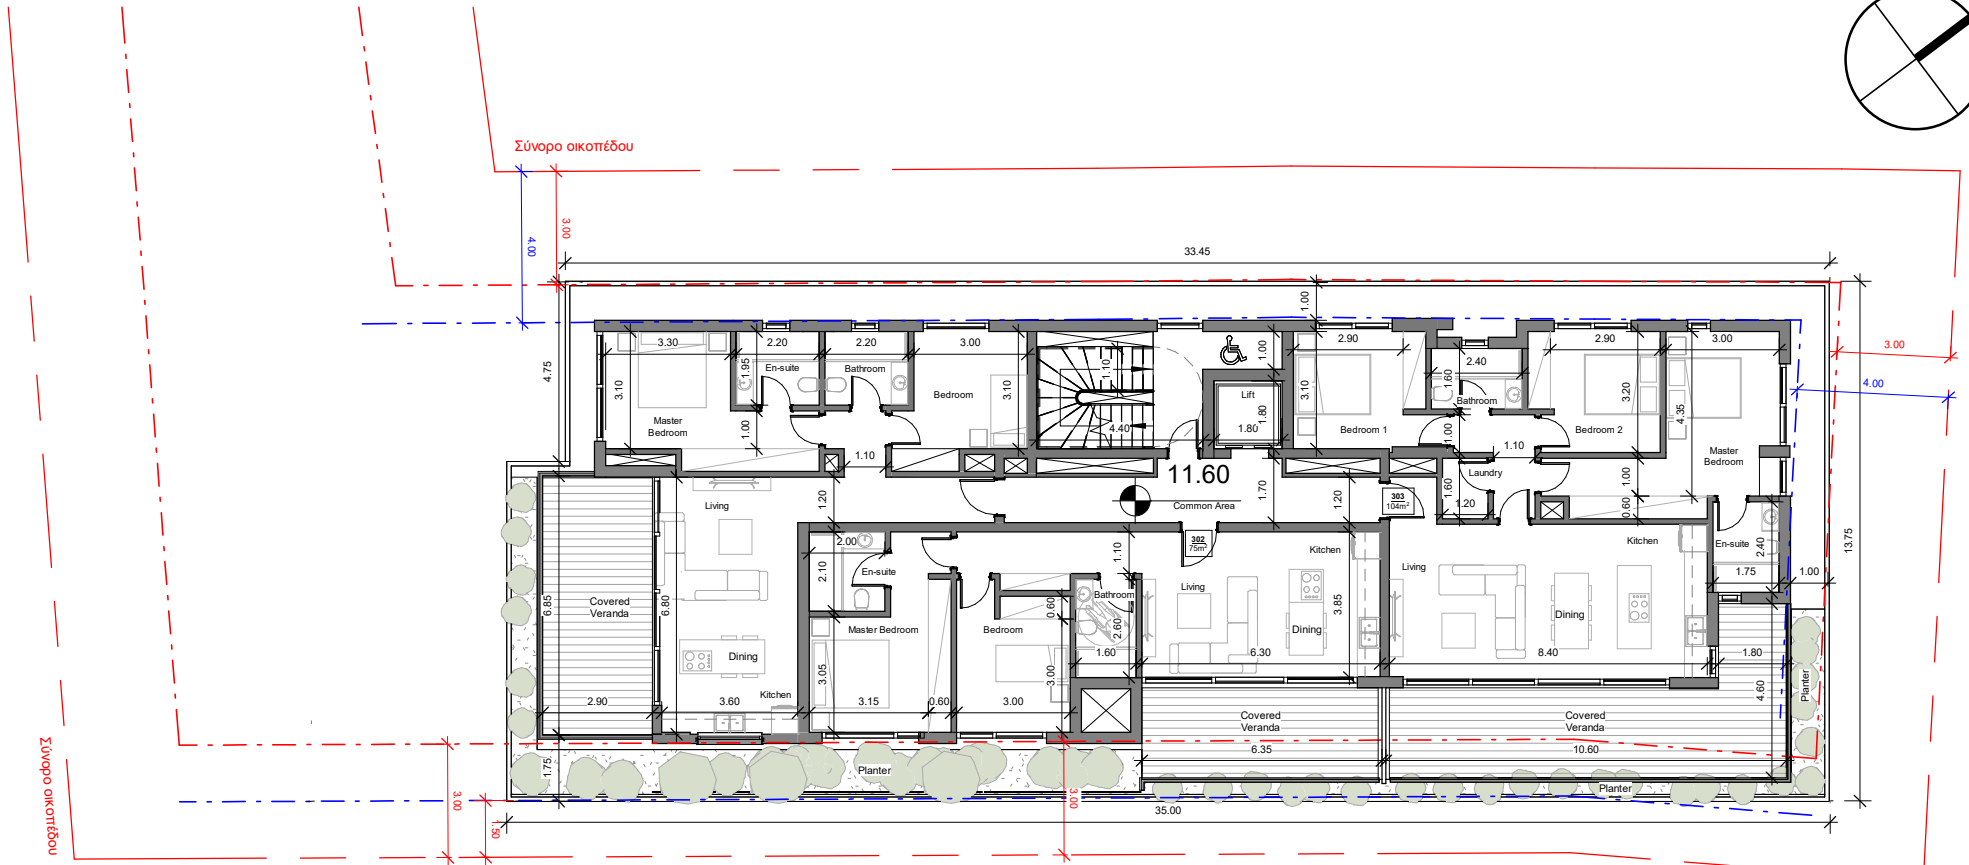 Σύνορο οικοπέδου
3.00
4.00
33.45
3.00
4.00
4.75
1.00
3.30
2.20
2.20
3.00
1.95
3.10
En-suite
Bathroom
Bedroom
3.10
Master
Bedroom
1.00
1.10
1.10
4.40
1.00
Lift
1.80
1.80
2.90
3.10
Bedroom 1
2.40
1.60
Bathroom
1.00
2.90
3.20
Bedroom 2
3.00
4.35
Master
Bedroom
1.10
Laundry
1.60
1.20
1.00
0.60
11.60
Common Area
1.70
1.20
303
104m²
302
75m²
Living
1.20
6.85
Covered
Veranda
6.80
Dining
Kitchen
2.90
3.60
2.00
2.10
En-suite
Master Bedroom
3.05
3.15
0.60
Bedroom
0.60
3.00
3.00
1.10
Bathroom
2.60
1.60
Living
Kitchen
3.85
Dining
6.30
Living
Kitchen
Dining
8.40
En-suite
2.40
1.75
1.00
13.75
1.80
4.60
Planter
Covered
Veranda
6.35
Covered
Veranda
10.60
1.75
Planter
Planter
3.00
1.50
3.00
35.00
Σύνορο οικοπέδου